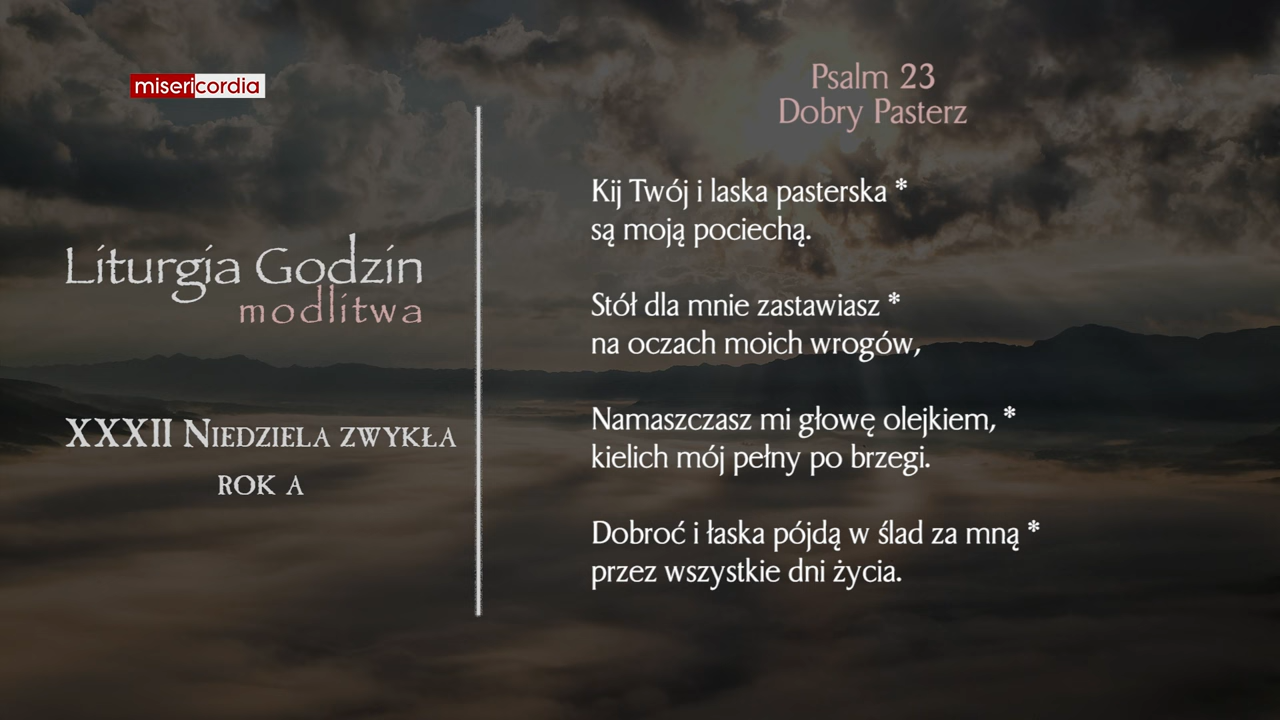 misericordia
Liturgia Godzin
modlitwa
XXXII Niedziela zwykła
rok A
Psalm 23
Dobry Pasterz
Kij Twój i laska pasterska *
są moją pociechą.
Stół dla mnie zastawiasz *
na oczach moich wrogów,
Namaszczasz mi głowę olejkiem, *
kielich mój pełny po brzegi.
Dobroć i łaska pójdą w ślad za mną *
przez wszystkie dni życia.